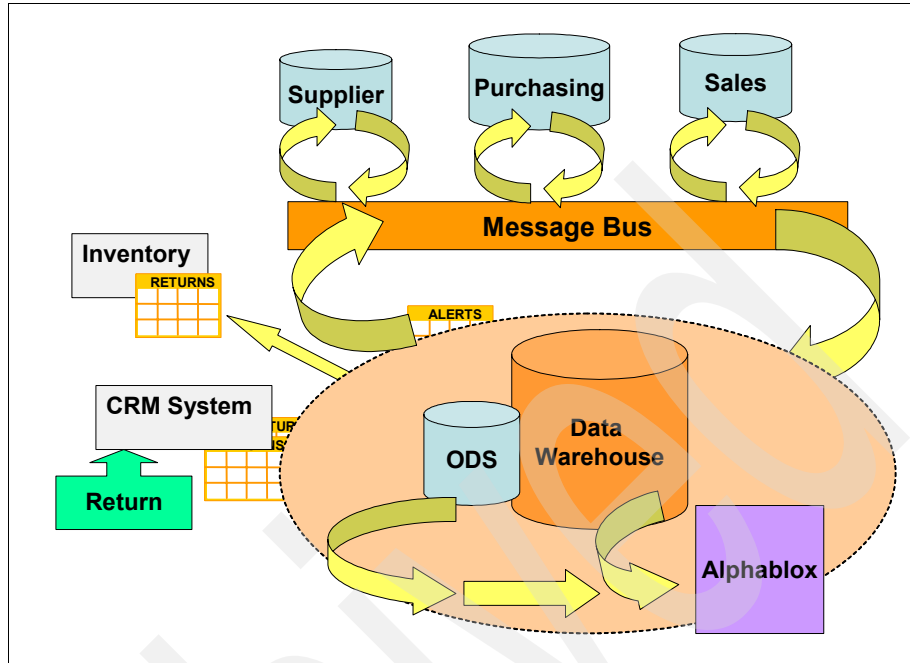 Supplier
Purchasing
Sales
Message Bus
Inventory
RETURNS
ALERTS
CRM System
Return
ODS
Data
Warehouse
Alphablox